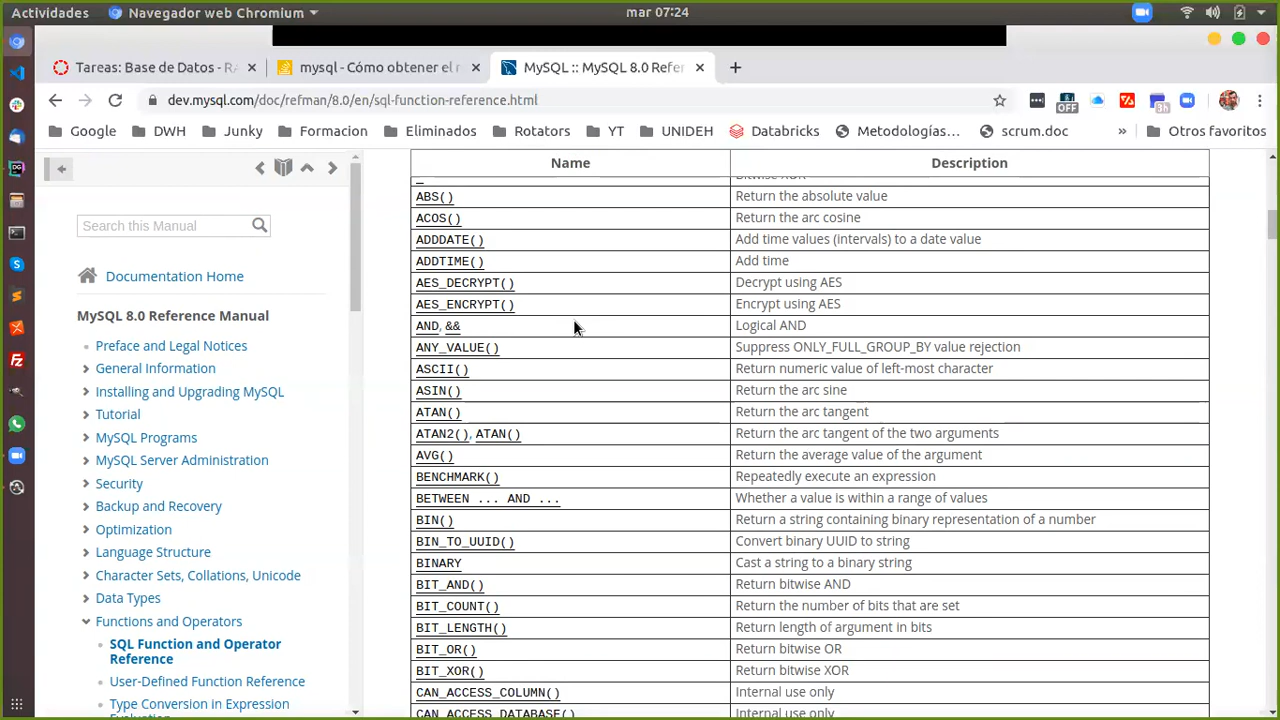 Actividades Navegador web Chromium mar 07:24
Tareas: Base de Datos - RA mysql - Cómo obtener el r MySQL :: MySQL 8.0 Refer
dev.mysql.com/doc/refman/8.0/en/sql-function-reference.html
OFF 3h
Google DWH Junky Formacion Eliminados Rotators YT UNIDEH Databricks Metodologías... scrum.doc » Otros favoritos
Search this Manual
Documentation Home
MySQL 8.0 Reference Manual
Preface and Legal Notices
General Information
Installing and Upgrading MySQL
Tutorial
MySQL Programs
MySQL Server Administration
Security
Backup and Recovery
Optimization
Language Structure
Character Sets, Collations, Unicode
Data Types
Functions and Operators
SQL Function and Operator
Reference
User-Defined Function Reference
Type Conversion in Expression
Evaluation
Name Description
Bitwise XOR
ABS() Return the absolute value
ACOS() Return the arc cosine
ADDDATE() Add time values (intervals) to a date value
ADDTIME() Add time
AES_DECRYPT() Decrypt using AES
AES_ENCRYPT() Encrypt using AES
AND, && Logical AND
ANY_VALUE() Suppress ONLY_FULL_GROUP_BY value rejection
ASCII() Return numeric value of left-most character
ASIN() Return the arc sine
ATAN() Return the arc tangent
ATAN2(), ATAN() Return the arc tangent of the two arguments
AVG() Return the average value of the argument
BENCHMARK() Repeatedly execute an expression
BETWEEN ... AND ... Whether a value is within a range of values
BIN() Return a string containing binary representation of a number
BIN_TO_UUID() Convert binary UUID to string
BINARY Cast a string to a binary string
BIT_AND() Return bitwise AND
BIT_COUNT() Return the number of bits that are set
BIT_LENGTH() Return length of argument in bits
BIT_OR() Return bitwise OR
BIT_XOR() Return bitwise XOR
CAN_ACCESS_COLUMN() Internal use only
CAN_ACCESS_DATABASE() Internal use only